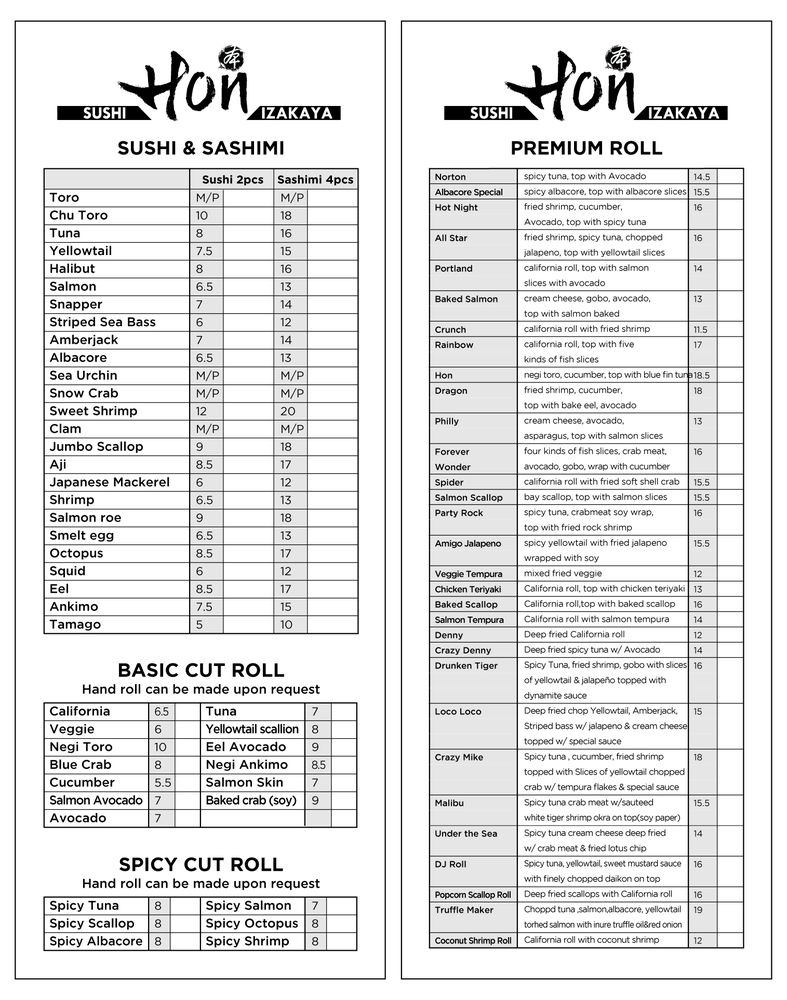 寿
Hon
SUSHI IZAKAYA
SUSHI & SASHIMI
Sushi 2pcs Sashimi 4pcs
Toro M/P M/P
Chu Toro 10 18
Tuna 8 16
Yellowtail 7.5 15
Halibut 8 16
Salmon 6.5 13
Snapper 7 14
Striped Sea Bass 6 12
Amberjack 7 14
Albacore 6.5 13
Sea Urchin M/P M/P
Snow Crab M/P M/P
Sweet Shrimp 12 20
Clam M/P M/P
Jumbo Scallop 9 18
Aji 8.5 17
Japanese Mackerel 6 12
Shrimp 6.5 13
Salmon roe 9 18
Smelt egg 6.5 13
Octopus 8.5 17
Squid 6 12
Eel 8.5 17
Ankimo 7.5 15
Tamago 5 10
BASIC CUT ROLL
Hand roll can be made upon request
California 6.5 Tuna 7
Veggie 6 Yellowtail scallion 8
Negi Toro 10 Eel Avocado 9
Blue Crab 8 Negi Ankimo 8.5
Cucumber 5.5 Salmon Skin 7
Salmon Avocado 7 Baked crab (soy) 9
Avocado 7
SPICY CUT ROLL
Hand roll can be made upon request
Spicy Tuna 8 Spicy Salmon 7
Spicy Scallop 8 Spicy Octopus 8
Spicy Albacore 8 Spicy Shrimp 8
寿
Hon
SUSHI IZAKAYA
PREMIUM ROLL
Norton spicy tuna, top with Avocado 14.5
Albacore Special spicy albacore, top with albacore slices 15.5
Hot Night fried shrimp, cucumber, 16
Avocado, top with spicy tuna
All Star fried shrimp, spicy tuna, chopped 16
jalapeno, top with yellowtail slices
Portland california roll, top with salmon 14
slices with avocado
Baked Salmon cream cheese, gobo, avocado, 13
top with salmon baked
Crunch california roll with fried shrimp 11.5
Rainbow california roll, top with five 17
kinds of fish slices
Hon negi toro, cucumber, top with blue fin tuna 18.5
Dragon fried shrimp, cucumber, 18
top with bake eel, avocado
Philly cream cheese, avocado, 13
asparagus, top with salmon slices
Forever four kinds of fish slices, crab meat, 16
Wonder avocado, gobo, wrap with cucumber
Spider california roll with fried soft shell crab 15.5
Salmon Scallop bay scallop, top with salmon slices 15.5
Party Rock spicy tuna, crabmeat soy wrap, 16
top with fried rock shrimp
Amigo Jalapeno spicy yellowtail with fried jalapeno 15.5
wrapped with soy
Veggie Tempura mixed fried veggie 12
Chicken Teriyaki California roll, top with chicken teriyaki 13
Baked Scallop California roll,top with baked scallop 16
Salmon Tempura California roll with salmon tempura 14
Denny Deep fried California roll 12
Crazy Denny Deep fried spicy tuna w/ Avocado 14
Drunken Tiger Spicy Tuna, fried shrimp, gobo with slices 16
of yellowtail & jalapeño topped with
dynamite sauce
Loco Loco Deep fried chop Yellowtail, Amberjack, 15
Striped bass w/ jalapeno & cream cheese
topped w/ special sauce
Crazy Mike Spicy tuna , cucumber, fried shrimp 18
topped with Slices of yellowtail chopped
crab w/ tempura flakes & special sauce
Malibu Spicy tuna crab meat w/sauteed 15.5
white tiger shrimp okra on top(soy paper)
Under the Sea Spicy tuna cream cheese deep fried 14
w/ crab meat & fried lotus chip
DJ Roll Spicy tuna, yellowtail, sweet mustard sauce 16
with finely chopped daikon on top
Popcorn Scallop Roll Deep fried scallops with California roll 16
Truffle Maker Choppd tuna ,salmon,albacore, yellowtail 19
torhed salmon with inure truffle oil&red onion
Coconut Shrimp Roll California roll with coconut shrimp 12